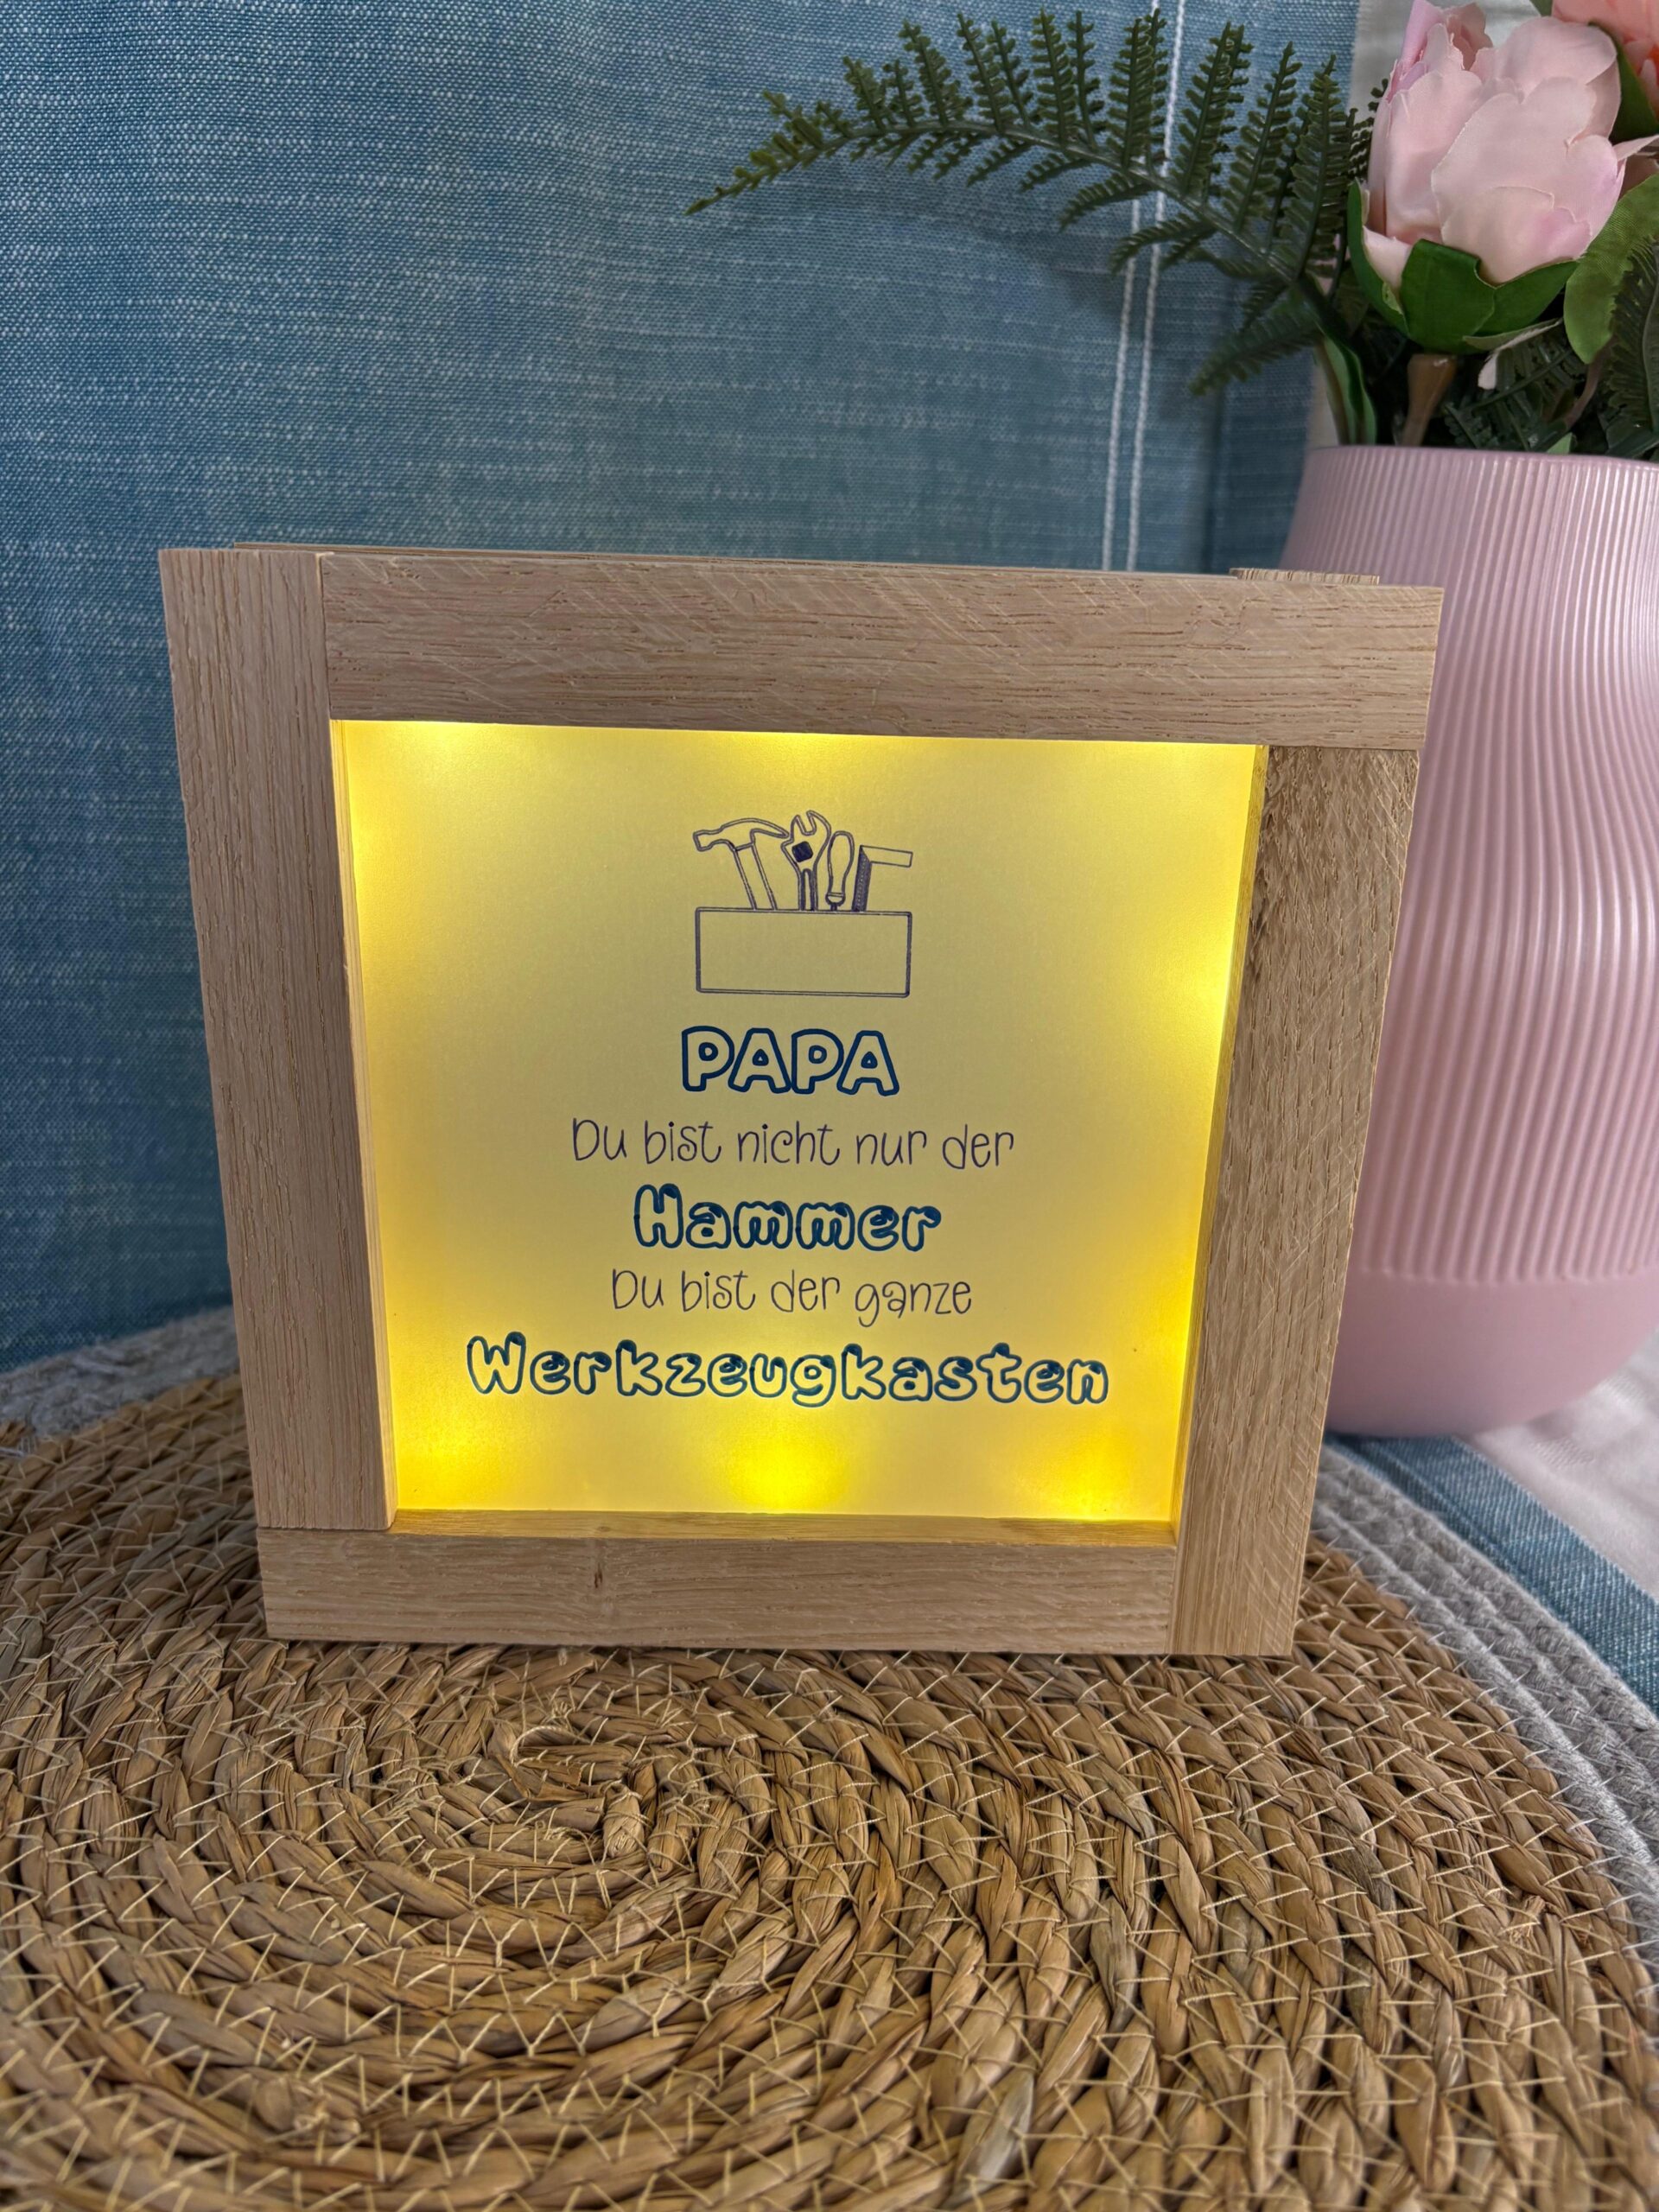 PAPA
Du bist nicht nur der
Hammer
Du bist der ganze
Werkzeugkasten